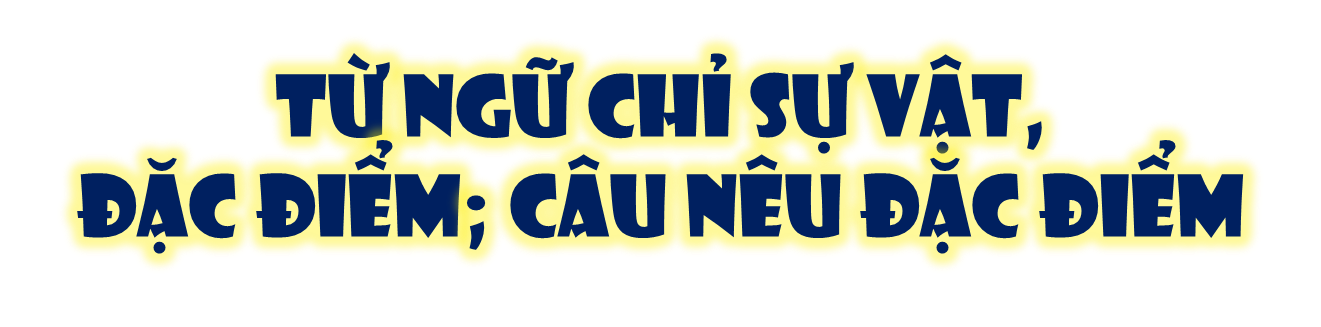 TỪ NGỮ CHỈ SỰ VẬT,
ĐẶC ĐIỂM; CÂU NÊU ĐẶC ĐIỂM